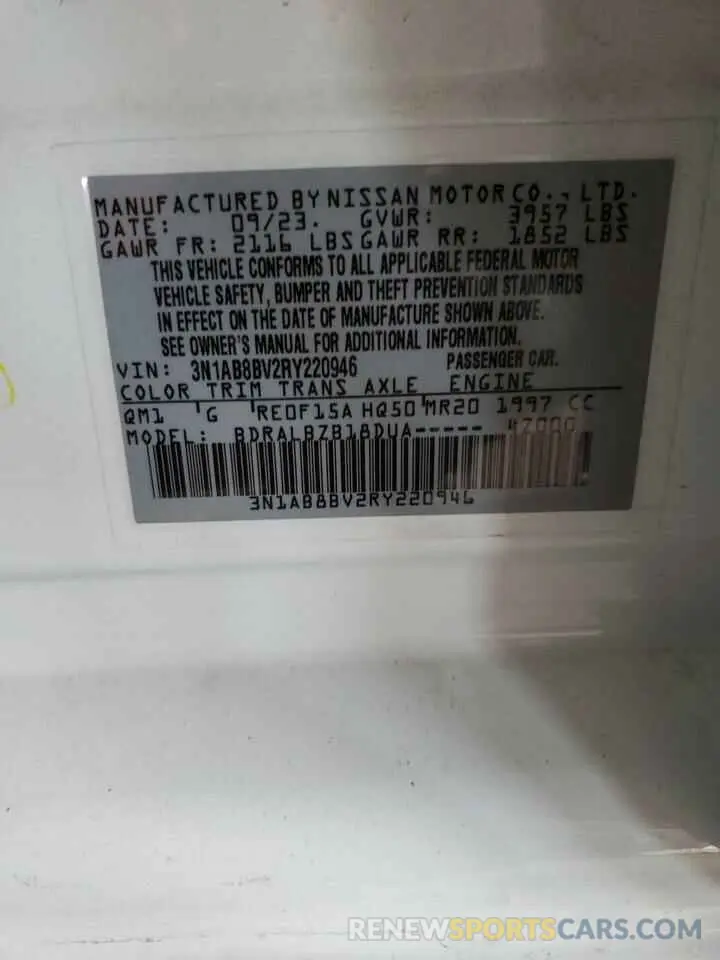 MANUFACTURED BY NISSAN MOTOR CO., LTD.
DATE: 09/23. GVWR: 3957 LBS
GAWR FR: 2116 LBS GAWR RR: 1852 LBS
THIS VEHICLE CONFORMS TO ALL APPLICABLE FEDERAL MOTOR
VEHICLE SAFETY, BUMPER AND THEFT PREVENTION STANDARDS
IN EFFECT ON THE DATE OF MANUFACTURE SHOWN ABOVE.
SEE OWNER'S MANUAL FOR ADDITIONAL INFORMATION.
VIN: 3N1AB8BV2RY220946 PASSENGER CAR.
COLOR TRIM TRANS AXLE ENGINE
QM1 'G 'RE0F15A HQ50'MR20 1997 CC
MODEL: BDRALBZB18DUA-----
3N1AB8BV2RY220946
RENEWSPORTSCARS.COM